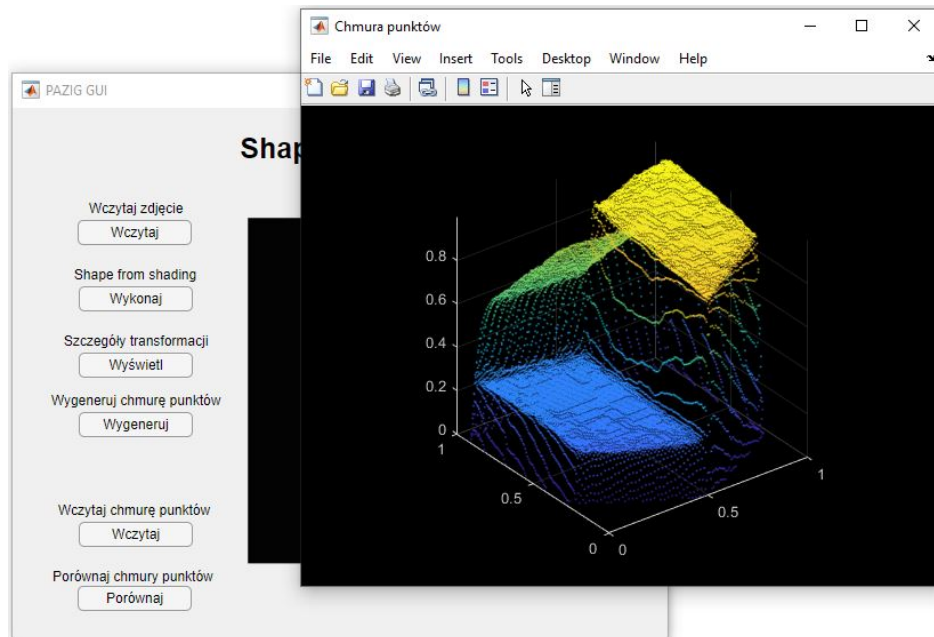 Chmura punktów
File Edit View Insert Tools Desktop Window Help
PAZIG GUI
Shap
Wczytaj zdjęcie
Wczytaj
Shape from shading
Wykonaj
Szczegóły transformacji
Wyświetl
Wygeneruj chmurę punktów
Wygeneruj
Wczytaj chmurę punktów
Wczytaj
Porównaj chmury punktów
Porównaj
0.8
0.6
0.4
0.2
0
1
0.5
0
0
0.5
1